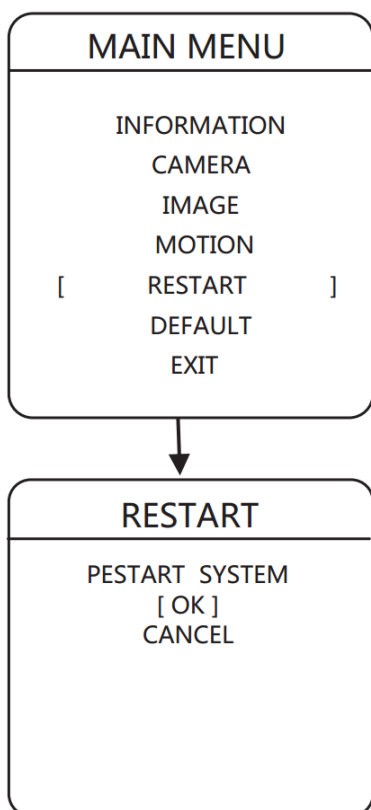 MAIN MENU
INFORMATION
CAMERA
IMAGE
MOTION
[ RESTART ]
DEFAULT
EXIT
RESTART
PESTART SYSTEM
[ OK ]
CANCEL